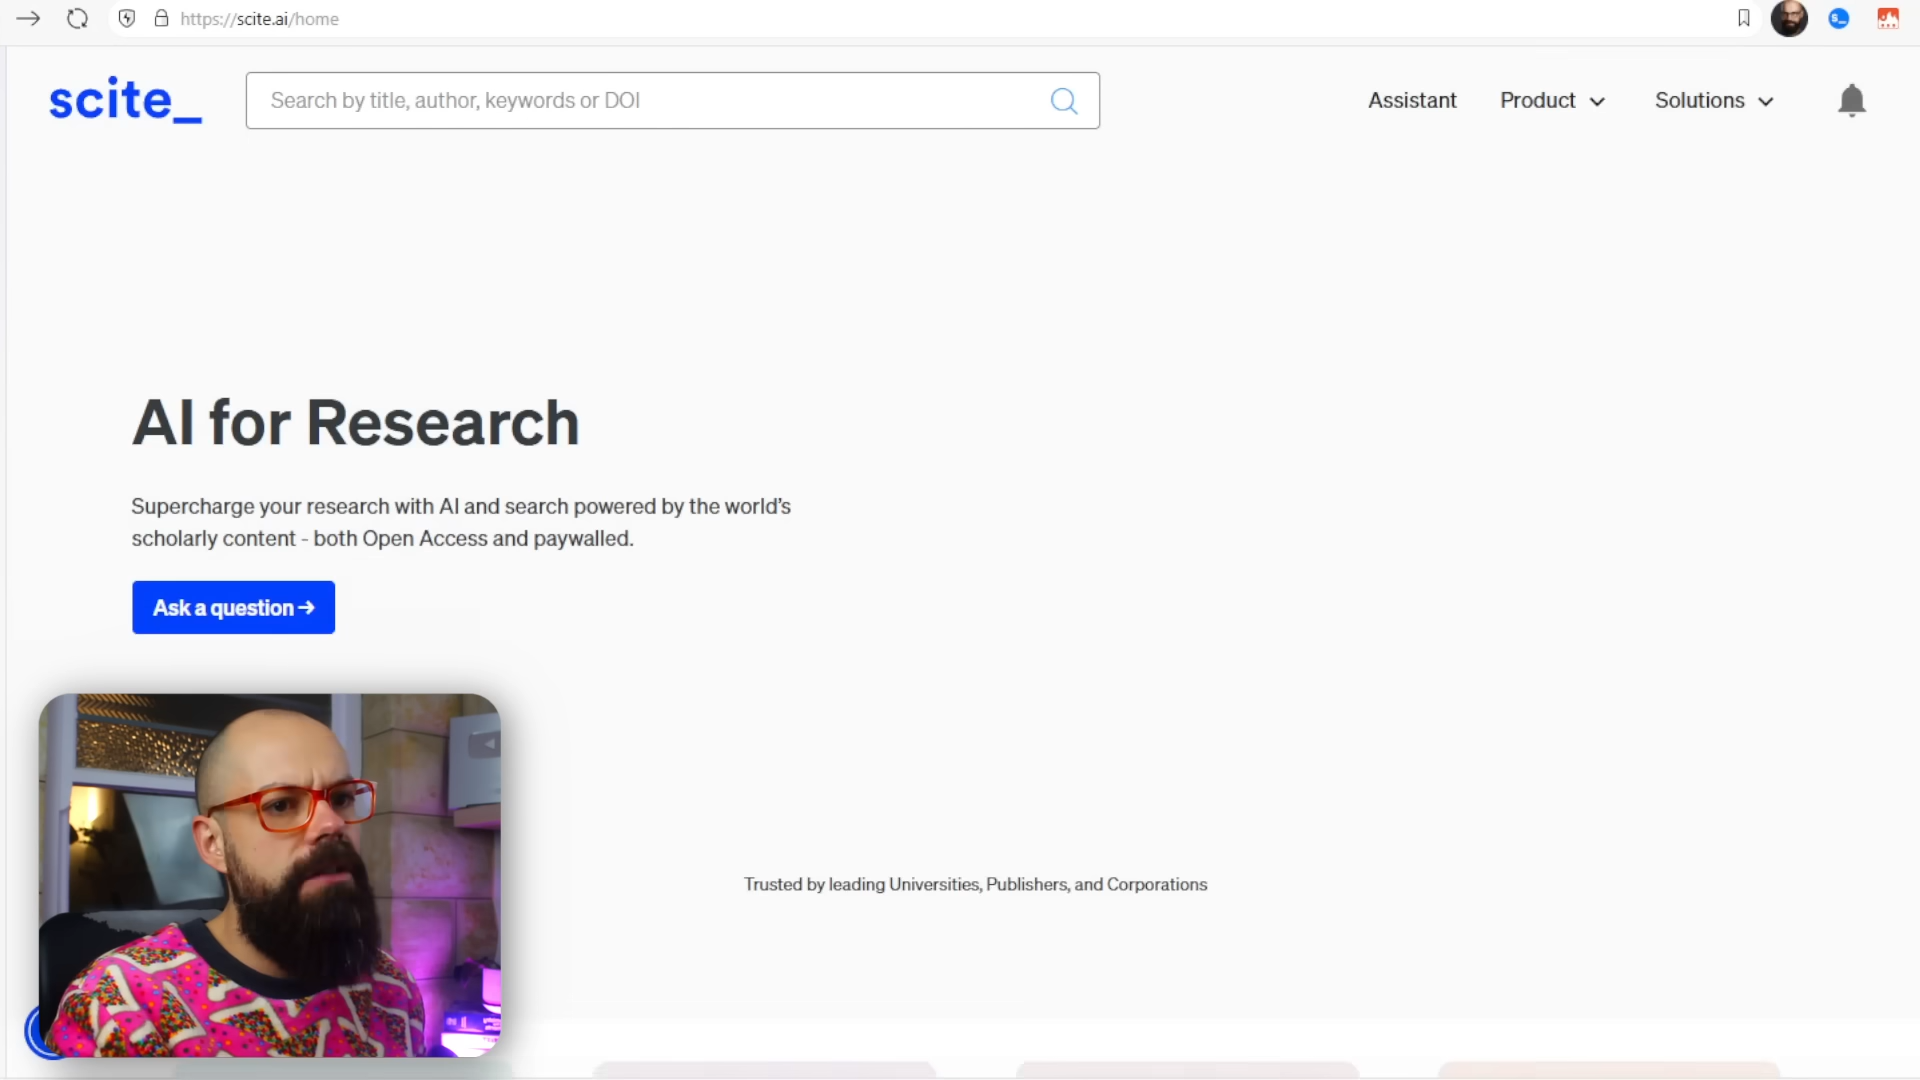 https://scite.ai/home
scite_
Search by title, author, keywords or DOI
Assistant
Product
Solutions
AI for Research
Supercharge your research with AI and search powered by the world's
scholarly content - both Open Access and paywalled.
Ask a question →
Trusted by leading Universities, Publishers, and Corporations